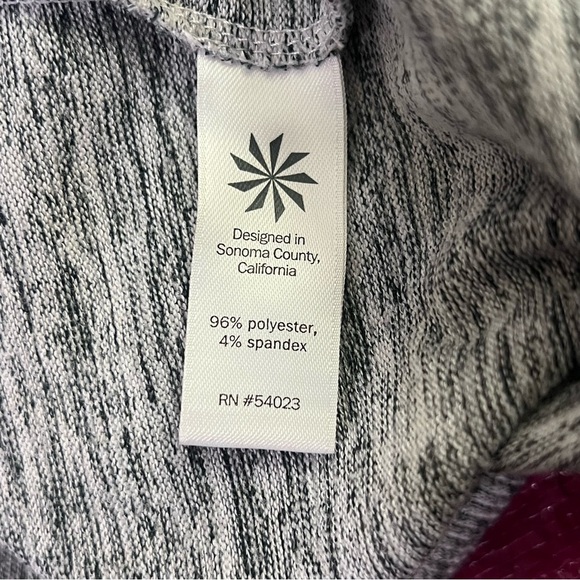 Designed in
Sonoma County,
California
96% polyester,
4% spandex
RN #54023